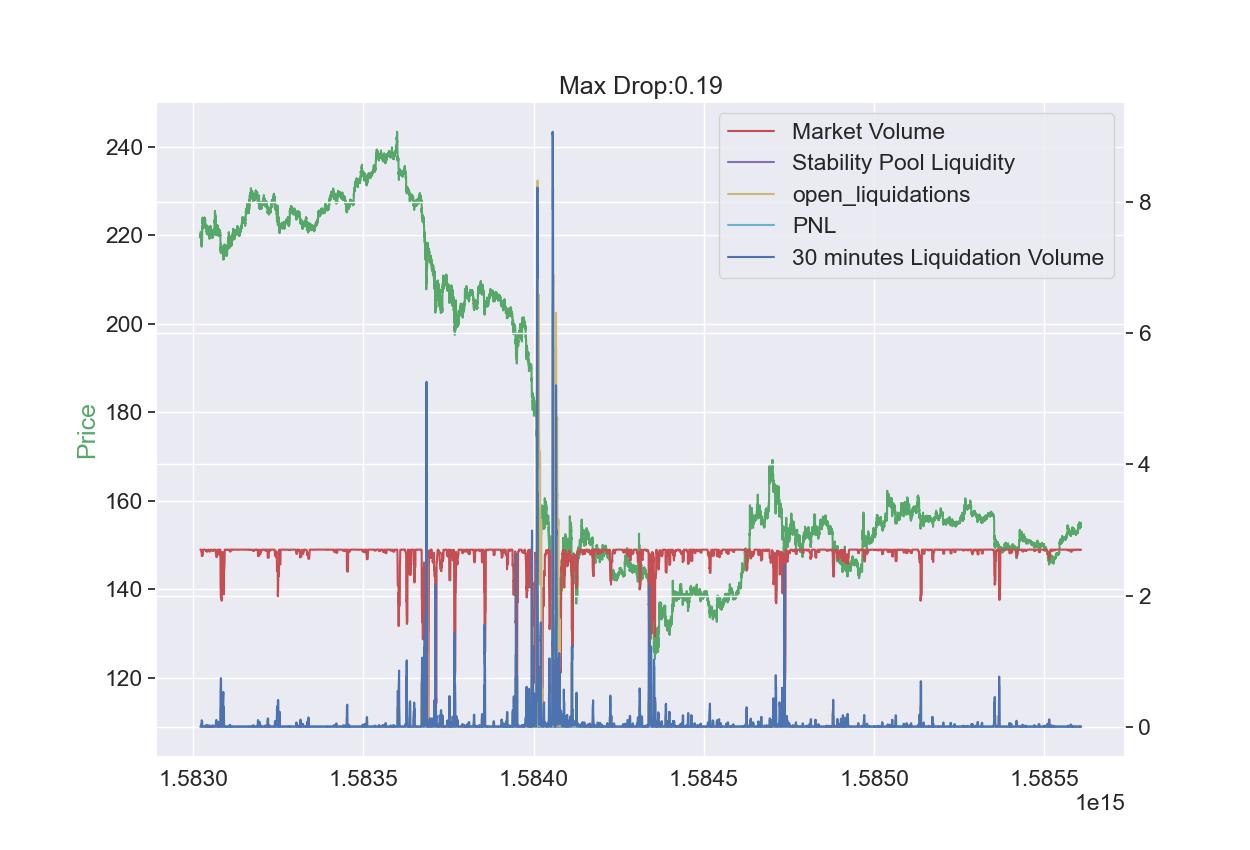 Max Drop:0.19
Market Volume
Stability Pool Liquidity
open_liquidations
PNL
30 minutes Liquidation Volume
Price
240
220
200
180
160
140
120
8
6
4
2
0
1.5830 1.5835 1.5840 1.5845 1.5850 1.5855
1e15